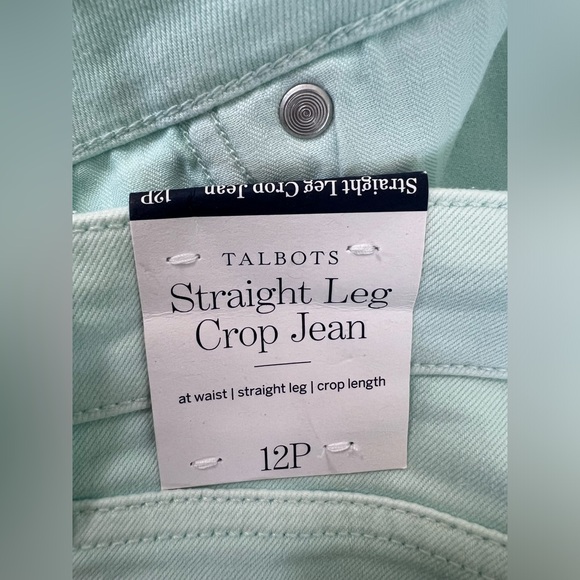 12P Straight Leg Crop Jean
TALBOTS
Straight Leg
Crop Jean
at waist | straight leg | crop length
12P